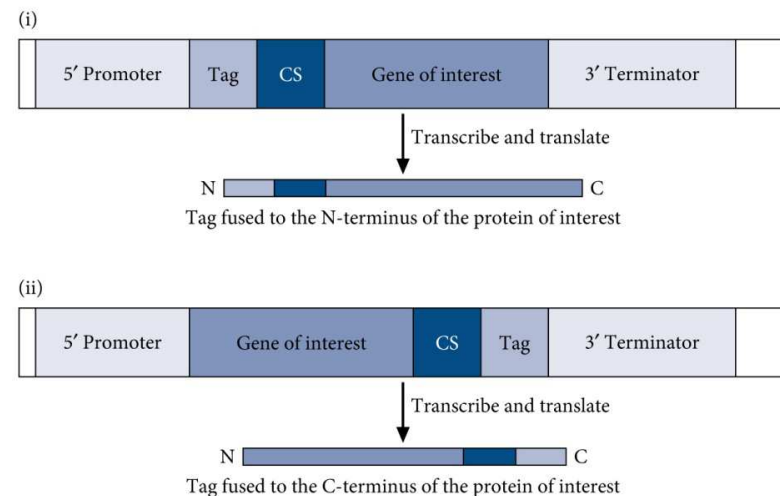 (i)
5′ Promoter Tag CS Gene of interest 3′ Terminator
Transcribe and translate
N C
Tag fused to the N-terminus of the protein of interest
(ii)
5′ Promoter Gene of interest CS Tag 3′ Terminator
Transcribe and translate
N C
Tag fused to the C-terminus of the protein of interest